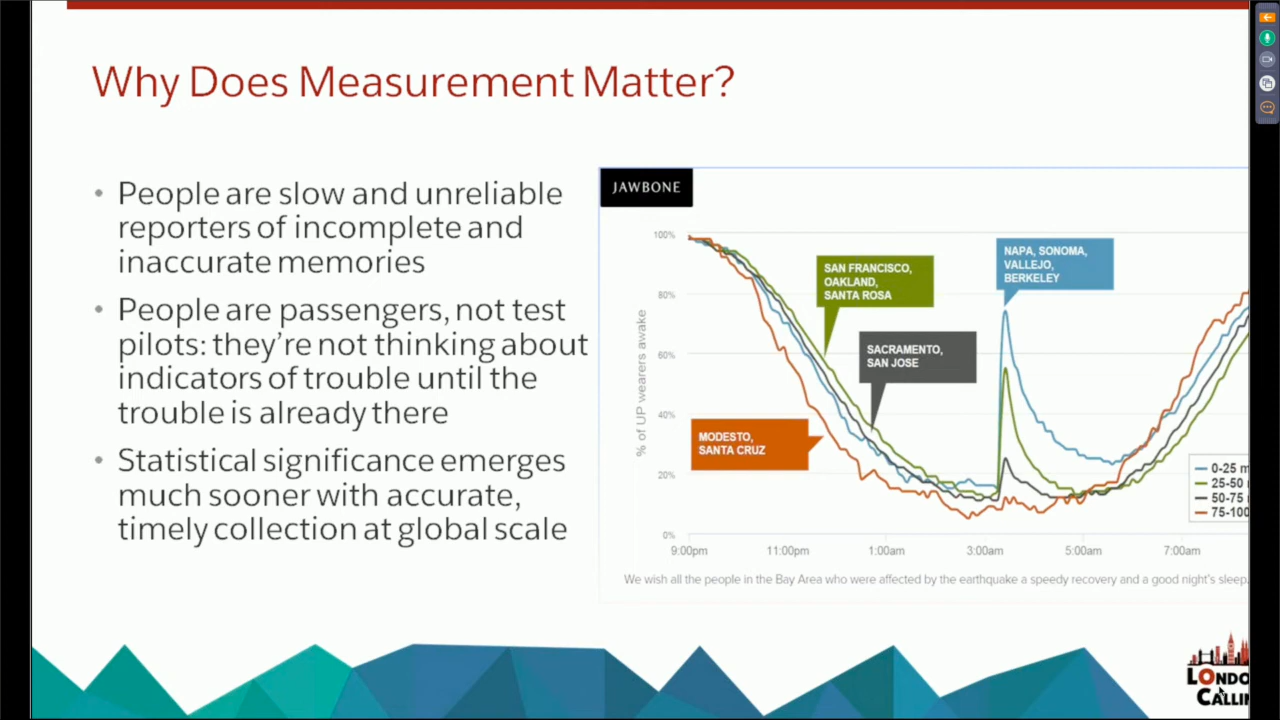 Why Does Measurement Matter?
• People are slow and unreliable
reporters of incomplete and
inaccurate memories
• People are passengers, not test
pilots: they're not thinking about
indicators of trouble until the
trouble is already there
• Statistical significance emerges
much sooner with accurate,
timely collection at global scale
JAWBONE
% of UP wearers awake
100%
80%
60%
40%
20%
0%
SAN FRANCISCO,
OAKLAND,
SANTA ROSA
NAPA, SONOMA,
VALLEJO,
BERKELEY
SACRAMENTO,
SAN JOSE
MODESTO,
SANTA CRUZ
0-25 m
25-50
50-75
75-100
9:00pm 11:00pm 1:00am 3:00am 5:00am 7:00am
We wish all the people in the Bay Area who were affected by the earthquake a speedy recovery and a good night's sleep.
LONDO
CALLIN